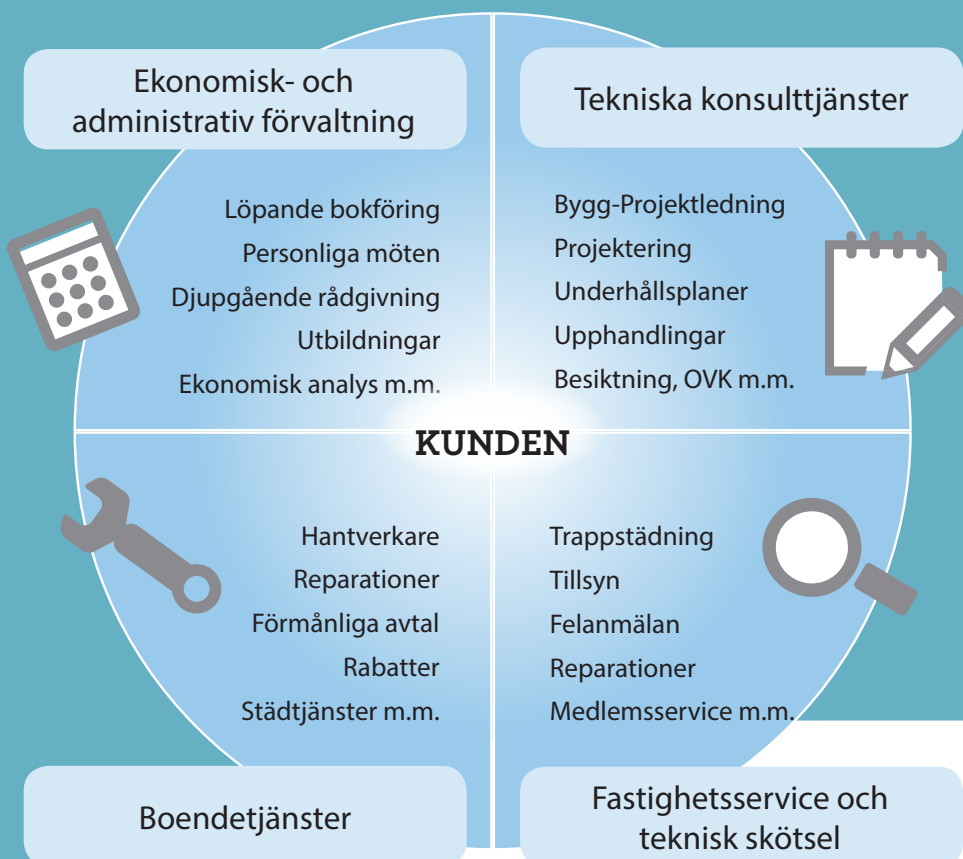 Ekonomisk- och
administrativ förvaltning
Löpande bokföring
Personliga möten
Djupgående rådgivning
Utbildningar
Ekonomisk analys m.m.
Tekniska konsulttjänster
Bygg-Projektledning
Projektering
Underhållsplaner
Upphandlingar
Besiktning, OVK m.m.
KUNDEN
Hantverkare
Reparationer
Förmånliga avtal
Rabatter
Städtjänster m.m.
Boendetjänster
Trappstädning
Tillsyn
Felanmälan
Reparationer
Medlemsservice m.m.
Fastighetsservice och
teknisk skötsel